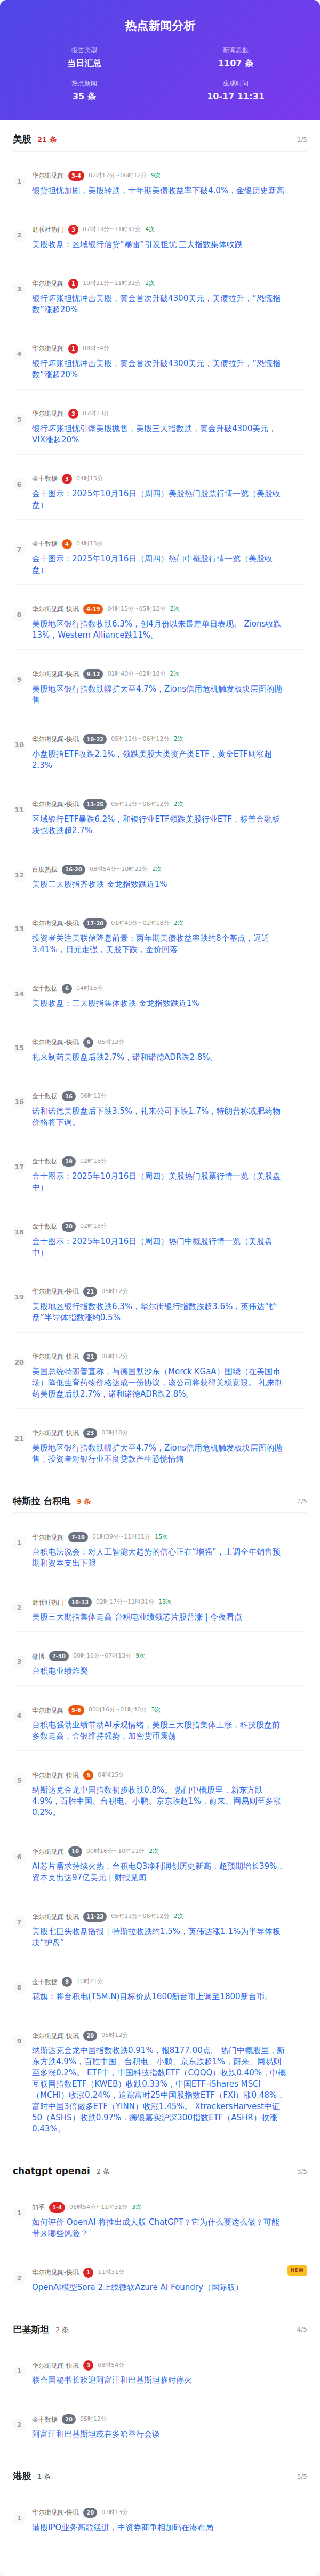 热点新闻分析
报告类型
新闻总数
当日汇总
1107 条
热点新闻
生成时间
35 条
10-17 11:31
美股 21 条
1/5
1
华尔街见闻 3-4 02时17分~06时12分 9次
银贷担忧加剧，美股转跌，十年期美债收益率下破4.0%，金银历史新高
2
财联社热门 3 07时13分~11时31分 4次
美股收盘：区域银行信贷“暴雷”引发担忧 三大指数集体收跌
3
华尔街见闻 1 10时21分~11时31分 2次
银行坏账担忧冲击美股，黄金首次升破4300美元，美债拉升，“恐慌指
数”涨超20%
4
华尔街见闻 1 08时54分
银行坏账担忧冲击美股，黄金首次升破4300美元，美债拉升，“恐慌指
数”涨超20%
5
华尔街见闻 3 07时13分
银行坏账担忧引爆美股抛售，美股三大指数跌，黄金升破4300美元，
VIX涨超20%
6
金十数据 3 04时15分
金十图示：2025年10月16日（周四）美股热门股票行情一览（美股收
盘）
7
金十数据 4 04时15分
金十图示：2025年10月16日（周四）热门中概股行情一览（美股收
盘）
8
华尔街见闻-快讯 4-19 04时15分~05时12分 2次
美股地区银行指数收跌6.3%，创4月份以来最差单日表现。 Zions收跌
13%，Western Alliance跌11%。
9
华尔街见闻-快讯 9-12 01时40分~02时18分 2次
美股地区银行指数跌幅扩大至4.7%，Zions信用危机触发板块层面的抛
售
10
华尔街见闻-快讯 10-22 05时12分~06时12分 2次
小盘股指ETF收跌2.1%，领跌美股大类资产类ETF，黄金ETF则涨超
2.3%
11
华尔街见闻-快讯 13-25 05时12分~06时12分 2次
区域银行ETF暴跌6.2%，和银行业ETF领跌美股行业ETF，标普金融板
块也收跌超2.7%
12
百度热搜 16-20 08时54分~10时21分 2次
美股三大股指齐收跌 金龙指数跌近1%
13
华尔街见闻-快讯 17-20 01时40分~02时18分 2次
投资者关注美联储降息前景：两年期美债收益率跌约8个基点，逼近
3.41%，日元走强，美股下跌，金价回落
14
金十数据 6 04时15分
美股收盘：三大股指集体收跌 金龙指数跌近1%
15
华尔街见闻-快讯 9 05时12分
礼来制药美股盘后跌2.7%，诺和诺德ADR跌2.8%。
16
金十数据 16 06时12分
诺和诺德美股盘后下跌3.5%，礼来公司下跌1.7%，特朗普称减肥药物
价格将下调。
17
金十数据 19 02时18分
金十图示：2025年10月16日（周四）美股热门股票行情一览（美股盘
中）
18
金十数据 20 02时18分
金十图示：2025年10月16日（周四）热门中概股行情一览（美股盘
中）
19
华尔街见闻-快讯 21 05时12分
美股地区银行指数收跌6.3%，华尔街银行指数跌超3.6%，英伟达“护
盘”半导体指数涨约0.5%
20
华尔街见闻-快讯 21 06时12分
美国总统特朗普宣称，与德国默沙东（Merck KGaA）围绕（在美国市
场）降低生育药物价格达成一份协议，该公司将获得关税宽限。 礼来制
药美股盘后跌2.7%，诺和诺德ADR跌2.8%。
21
华尔街见闻-快讯 23 03时10分
美股地区银行指数跌幅扩大至4.7%，Zions信用危机触发板块层面的抛
售，投资者对银行业不良贷款产生恐慌情绪
特斯拉 台积电 9 条
2/5
1
华尔街见闻 7-10 01时39分~11时31分 15次
台积电法说会：对人工智能大趋势的信心正在“增强”，上调全年销售预
期和资本支出下限
2
财联社热门 10-13 02时17分~11时31分 13次
美股三大期指集体走高 台积电业绩领芯片股普涨 | 今夜看点
3
微博 7-30 00时16分~07时13分 9次
台积电业绩炸裂
4
华尔街见闻 5-6 00时16分~01时40分 3次
台积电强劲业绩带动AI乐观情绪，美股三大股指集体上涨，科技股盘前
多数走高，金银维持强势，加密货币震荡
5
华尔街见闻-快讯 5 04时15分
纳斯达克金龙中国指数初步收跌0.8%。 热门中概股里，新东方跌
4.9%，百胜中国、台积电、小鹏、京东跌超1%，蔚来、网易则至多涨
0.2%。
6
华尔街见闻 10 00时16分~10时21分 2次
AI芯片需求持续火热，台积电Q3净利润创历史新高，超预期增长39%，
资本支出达97亿美元 | 财报见闻
7
华尔街见闻-快讯 11-23 05时12分~06时12分 2次
美股七巨头收盘播报｜特斯拉收跌约1.5%，英伟达涨1.1%为半导体板
块“护盘”
8
金十数据 9 10时21分
花旗：将台积电(TSM.N)目标价从1600新台币上调至1800新台币。
9
华尔街见闻-快讯 20 05时12分
纳斯达克金龙中国指数收跌0.91%，报8177.00点。 热门中概股里，新
东方跌4.9%，百胜中国、台积电、小鹏、京东跌超1%，蔚来、网易则
至多涨0.2%。 ETF中，中国科技指数ETF（CQQQ）收跌0.40%，中概
互联网指数ETF（KWEB）收跌0.33%，中国ETF-iShares MSCI
（MCHI）收涨0.24%，追踪富时25中国股指数ETF（FXI）涨0.48%，
富时中国3倍做多ETF（YINN）收涨1.45%。 XtrackersHarvest中证
50（ASHS）收跌0.97%，德银嘉实沪深300指数ETF（ASHR）收涨
0.43%。
chatgpt openai 2 条
3/5
1
知乎 1-4 08时54分~11时31分 3次
如何评价 OpenAI 将推出成人版 ChatGPT？它为什么要这么做？可能
带来哪些风险？
2
华尔街见闻-快讯 1 11时31分
NEW
OpenAI模型Sora 2上线微软Azure AI Foundry（国际版）
巴基斯坦 2 条
4/5
1
华尔街见闻-快讯 3 08时54分
联合国秘书长欢迎阿富汗和巴基斯坦临时停火
2
金十数据 20 05时12分
阿富汗和巴基斯坦或在多哈举行会谈
港股 1 条
5/5
1
华尔街见闻-快讯 20 07时13分
港股IPO业务高歌猛进，中资券商争相加码在港布局